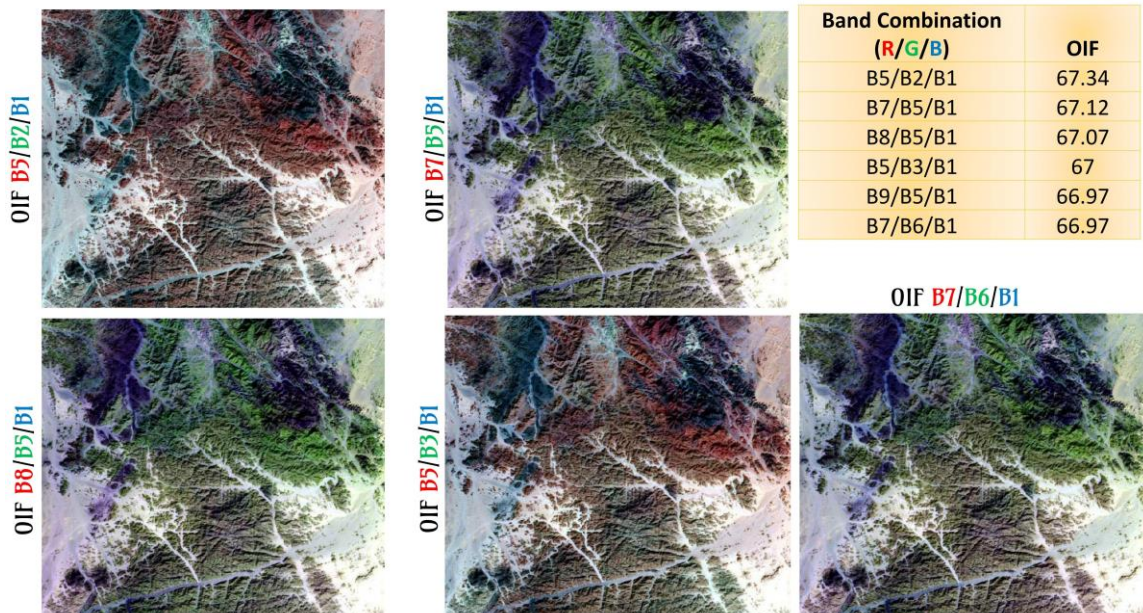 OIF B5/B2/B1
OIF B7/B5/B1
Band Combination
(R/G/B) OIF
B5/B2/B1 67.34
B7/B5/B1 67.12
B8/B5/B1 67.07
B5/B3/B1 67
B9/B5/B1 66.97
B7/B6/B1 66.97
OIF B8/B5/B1
OIF B5/B3/B1
OIF B7/B6/B1